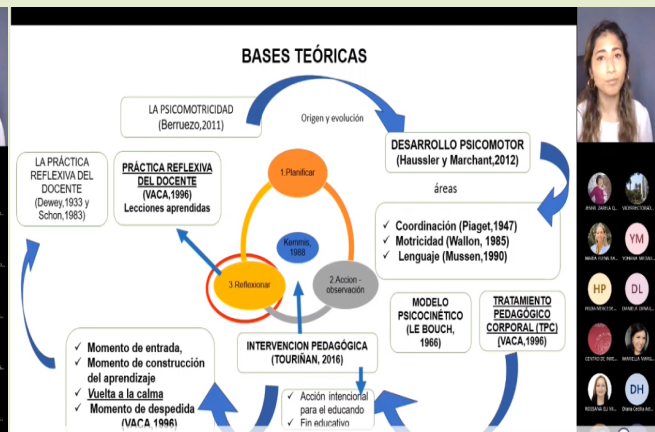 BASES TEÓRICAS
LA PSICOMOTRICIDAD
(Berruezo,2011)
Origen y evolución
DESARROLLO PSICOMOTOR
(Haussler y Marchant,2012)
áreas
✓ Coordinación (Piaget,1947)
✓ Motricidad (Wallon, 1985)
✓ Lenguaje (Mussen,1990)
LA PRÁCTICA
REFLEXIVA DEL
DOCENTE
(Dewey,1933 y
Schon,1983)
PRÁCTICA REFLEXIVA
DEL DOCENTE
(VACA,1996)
Lecciones aprendidas
1.Planificar
Kemmis,
1988
3.Reflexionar
2.Accion -
observación
MODELO
PSICOCINÉTICO
(LE BOUCH,
1966)
TRATAMIENTO
PEDAGÓGICO
CORPORAL (TPC)
(VACA,1996)
INTERVENCION PEDAGÓGICA
(TOURIÑAN, 2016)
✓ Momento de entrada,
✓ Momento de construcción
del aprendizaje
✓ Vuelta a la calma
✓ Momento de despedida
(VACA,1996)
✓ Acción intencional
para el educando
✓ Fin educativo
YM
HP
DL
DH